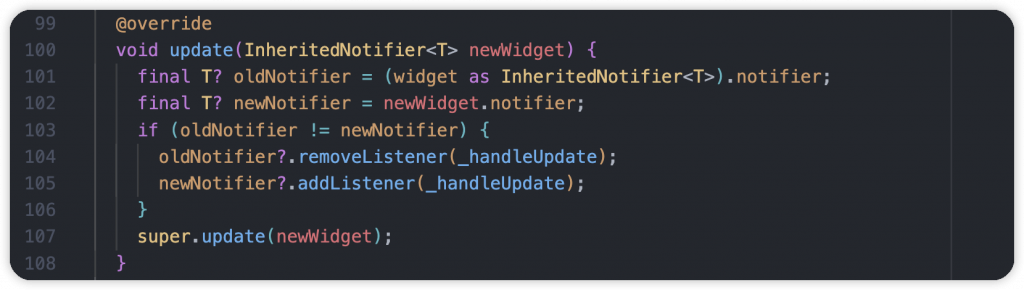 99 @override
100 void update(InheritedNotifier<T> newWidget) {
101 final T? oldNotifier = (widget as InheritedNotifier<T>).notifier;
102 final T? newNotifier = newWidget.notifier;
103 if (oldNotifier != newNotifier) {
104 oldNotifier?.removeListener(_handleUpdate);
105 newNotifier?.addListener(_handleUpdate);
106 }
107 super.update(newWidget);
108 }